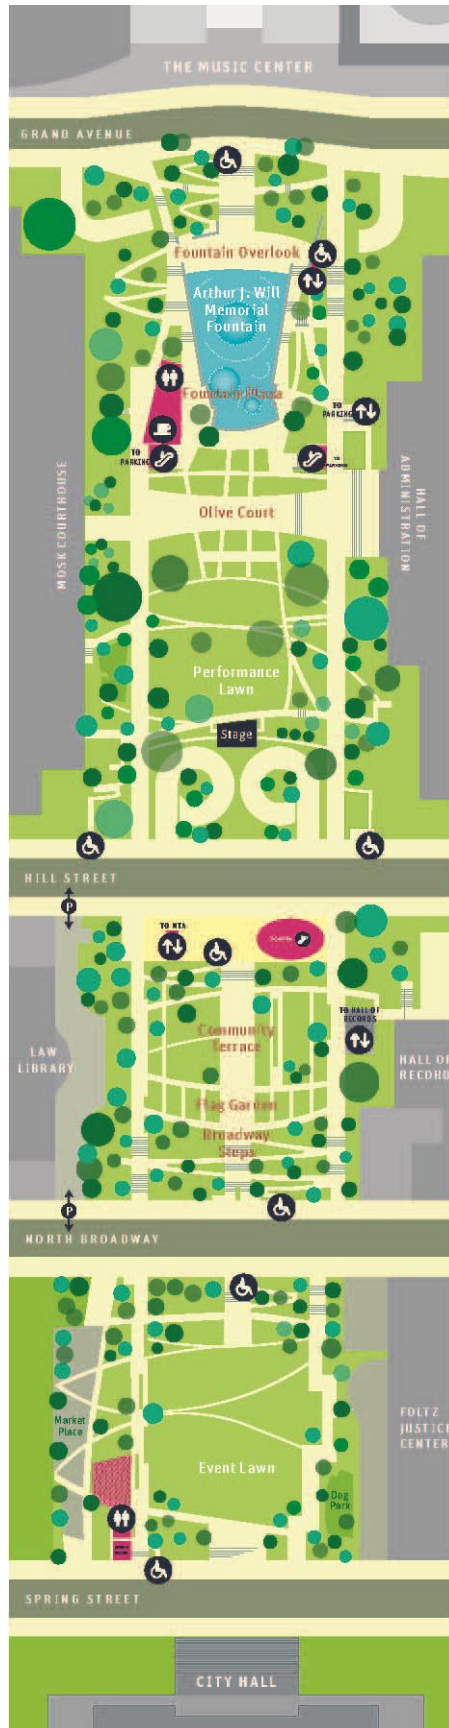 THE MUSIC CENTER
GRAND AVENUE
Fountain Overlook
Arthur J. Will
Memorial
Fountain
Fountain Plaza
TO
PARKING
TO
PARKING
TO
PARKING
MOSK COURTHOUSE
HALL OF
ADMINISTRATION
Olive Court
Performance
Lawn
Stage
HILL STREET
P
TO MTA
TO HALL OF
RECORDS
Community
Terrace
LAW
LIBRARY
HALL OF
RECORD
Flag Garden
Broadway
Steps
P
NORTH BROADWAY
Market
Place
FOLTZ
JUSTICE
CENTER
Event Lawn
Dog
Park
SPRING STREET
CITY HALL